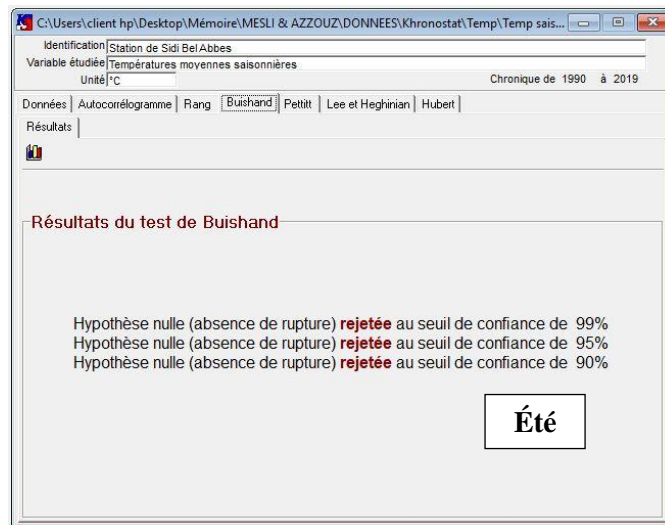 C:\Users\client hp\Desktop\Mémoire\MESLI & AZZOUZ\DONNEES\Khronostat\Temp\Temp sais...
Identification Station de Sidi Bel Abbes
Variable étudiée Températures moyennes saisonnières
Unité °C Chronique de 1990 à 2019
Données Autocorrélogramme Rang Buishand Pettitt Lee et Heghinian Hubert
Résultats
Résultats du test de Buishand
Hypothèse nulle (absence de rupture) rejetée au seuil de confiance de 99%
Hypothèse nulle (absence de rupture) rejetée au seuil de confiance de 95%
Hypothèse nulle (absence de rupture) rejetée au seuil de confiance de 90%
Été